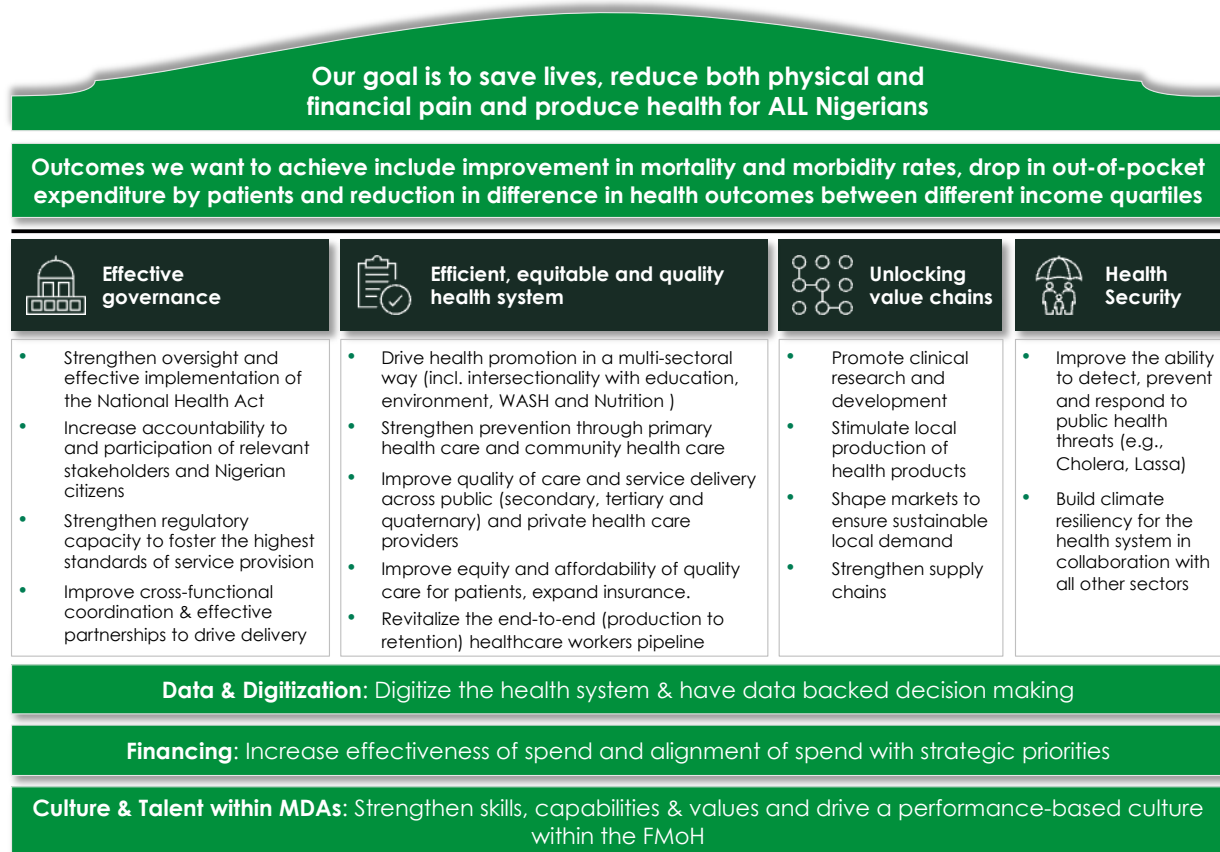 Our goal is to save lives, reduce both physical and
financial pain and produce health for ALL Nigerians
Outcomes we want to achieve include improvement in mortality and morbidity rates, drop in out-of-pocket
expenditure by patients and reduction in difference in health outcomes between different income quartiles
Effective
governance
• Strengthen oversight and
effective implementation of
the National Health Act
• Increase accountability to
and participation of relevant
stakeholders and Nigerian
citizens
• Strengthen regulatory
capacity to foster the highest
standards of service provision
• Improve cross-functional
coordination & effective
partnerships to drive delivery
Efficient, equitable and quality
health system
• Drive health promotion in a multi-sectoral
way (incl. intersectionality with education,
environment, WASH and Nutrition )
• Strengthen prevention through primary
health care and community health care
• Improve quality of care and service delivery
across public (secondary, tertiary and
quaternary) and private health care
providers
• Improve equity and affordability of quality
care for patients, expand insurance.
• Revitalize the end-to-end (production to
retention) healthcare workers pipeline
Unlocking
value chains
• Promote clinical
research and
development
• Stimulate local
production of
health products
• Shape markets to
ensure sustainable
local demand
• Strengthen supply
chains
Health
Security
• Improve the ability
to detect, prevent
and respond to
public health
threats (e.g.,
Cholera, Lassa)
• Build climate
resiliency for the
health system in
collaboration with
all other sectors
Data & Digitization: Digitize the health system & have data backed decision making
Financing: Increase effectiveness of spend and alignment of spend with strategic priorities
Culture & Talent within MDAs: Strengthen skills, capabilities & values and drive a performance-based culture
within the FMoH